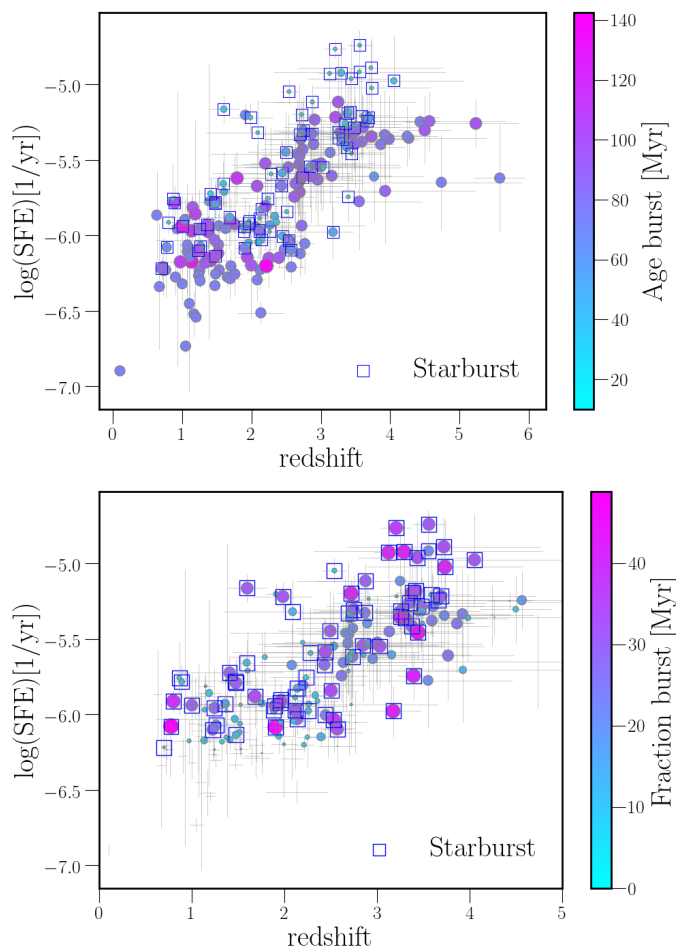 140
120
100
80
60
40
20
Age burst [Myr]
−5.0
−5.5
−6.0
−6.5
−7.0
log(SFE)[1/yr])
Starburst
0 1 2 3 4 5 6
redshift
40
30
20
10
0
Fraction burst [Myr]
−5.0
−5.5
−6.0
−6.5
−7.0
log(SFE)[1/yr])
Starburst
0 1 2 3 4 5
redshift